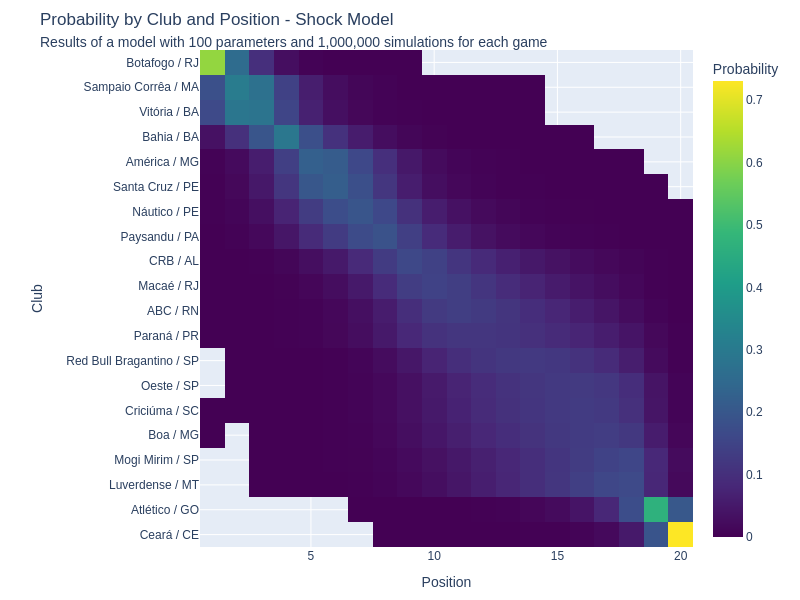 Probability by Club and Position - Shock Model
Results of a model with 100 parameters and 1,000,000 simulations for each game
Probability
0.7
0.6
0.5
0.4
0.3
0.2
0.1
0
Club
Botafogo / RJ
Sampaio Corrêa / MA
Vitória / BA
Bahia / BA
América / MG
Santa Cruz / PE
Náutico / PE
Paysandu / PA
CRB / AL
Macaé / RJ
ABC / RN
Paraná / PR
Red Bull Bragantino / SP
Oeste / SP
Criciúma / SC
Boa / MG
Mogi Mirim / SP
Luverdense / MT
Atlético / GO
Ceará / CE
5 10 15 20
Position